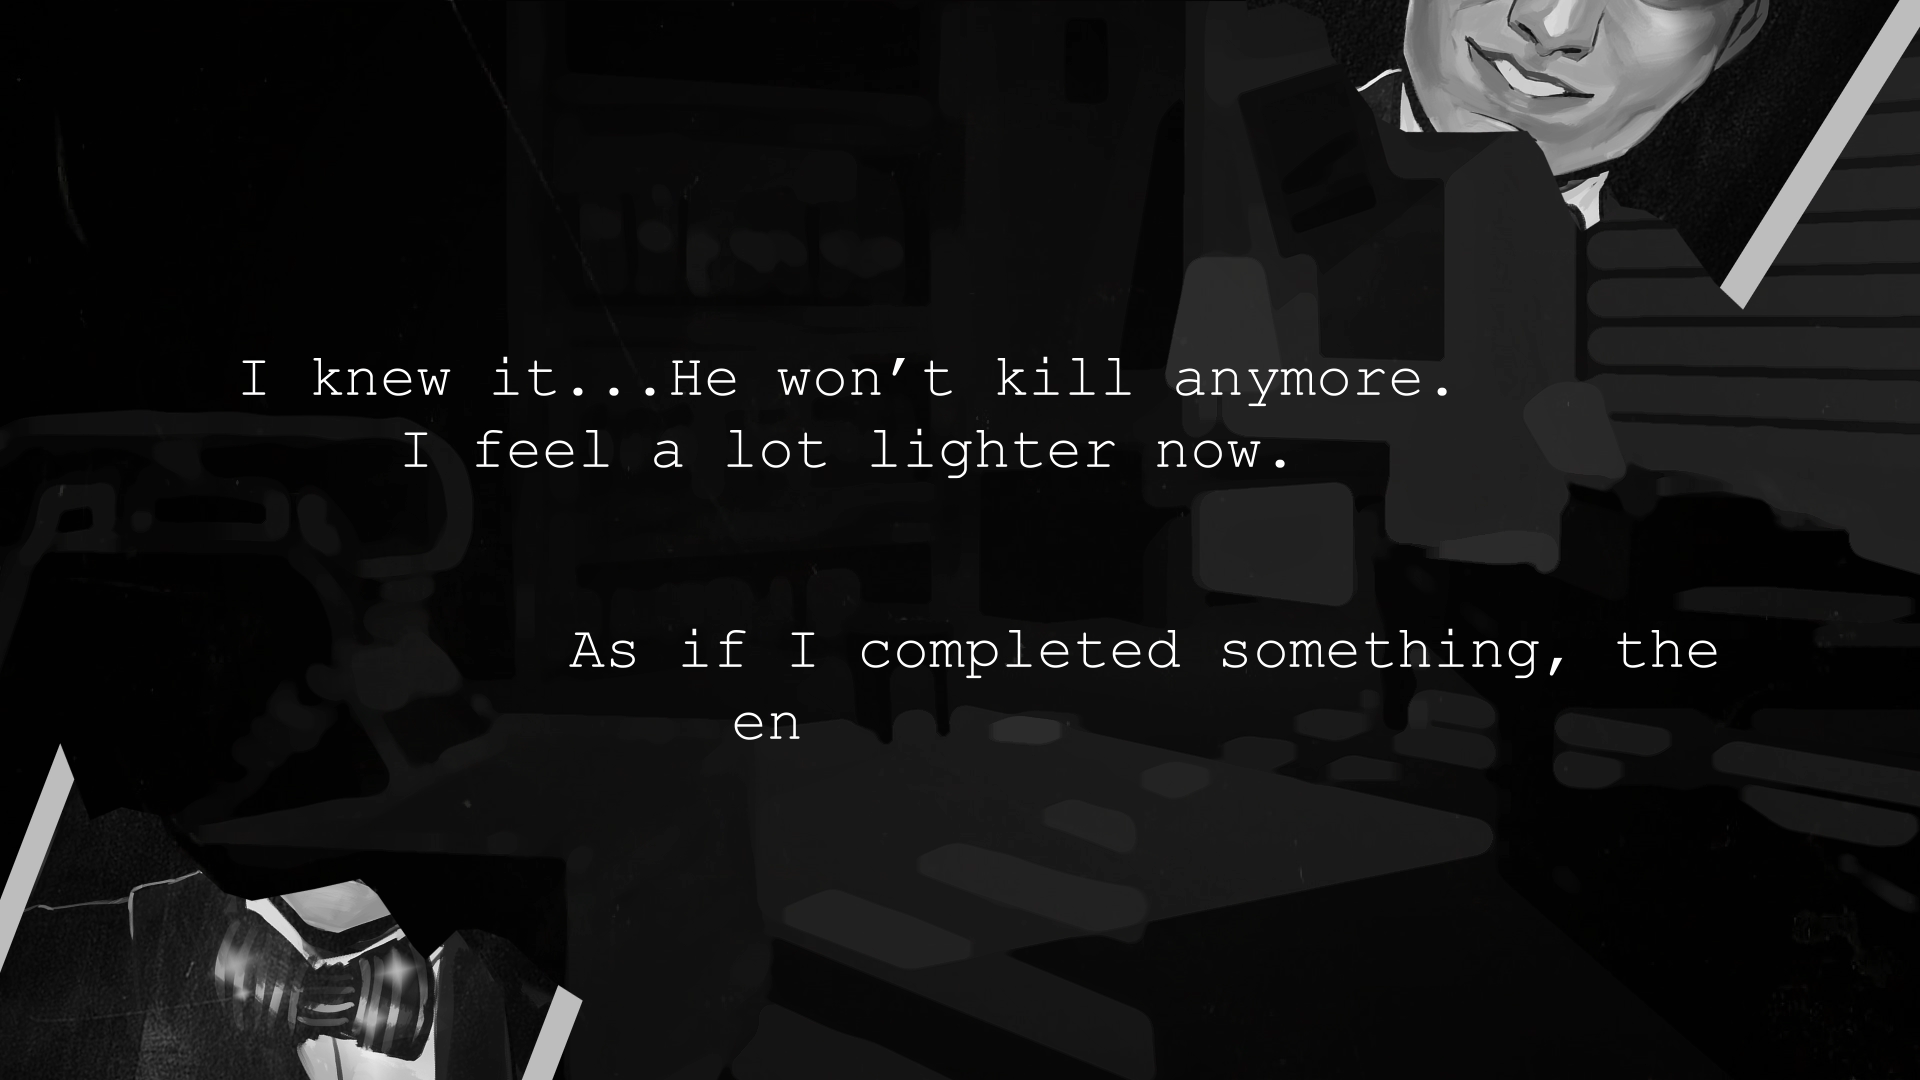 I knew it...He won’t kill anymore.
I feel a lot lighter now.
As if I completed something, the
en